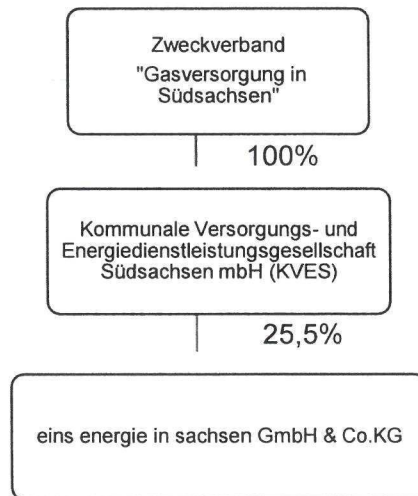 Zweckverband
"Gasversorgung in
Südsachsen"
100%
Kommunale Versorgungs- und
Energiedienstleistungsgesellschaft
Südsachsen mbH (KVES)
25,5%
eins energie in sachsen GmbH & Co.KG